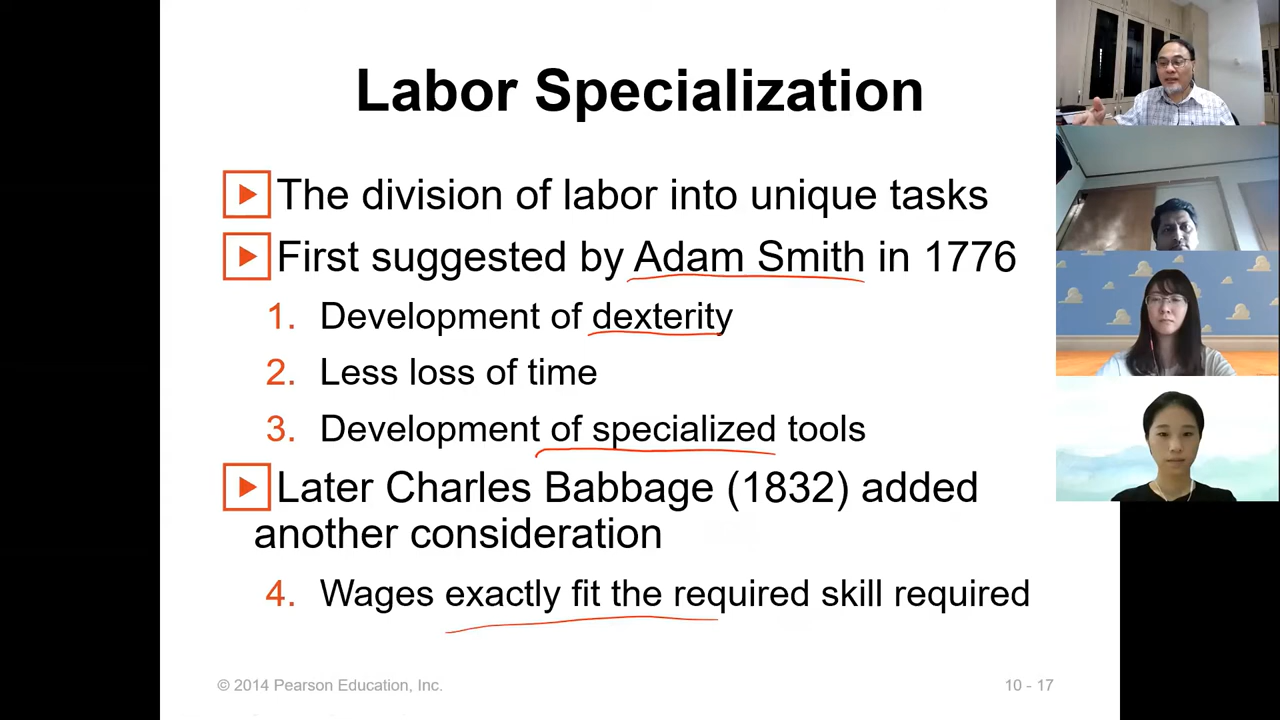 Labor Specialization
The division of labor into unique tasks
First suggested by Adam Smith in 1776
1. Development of dexterity
2. Less loss of time
3. Development of specialized tools
Later Charles Babbage (1832) added
another consideration
4. Wages exactly fit the required skill required
© 2014 Pearson Education, Inc.
10 - 17